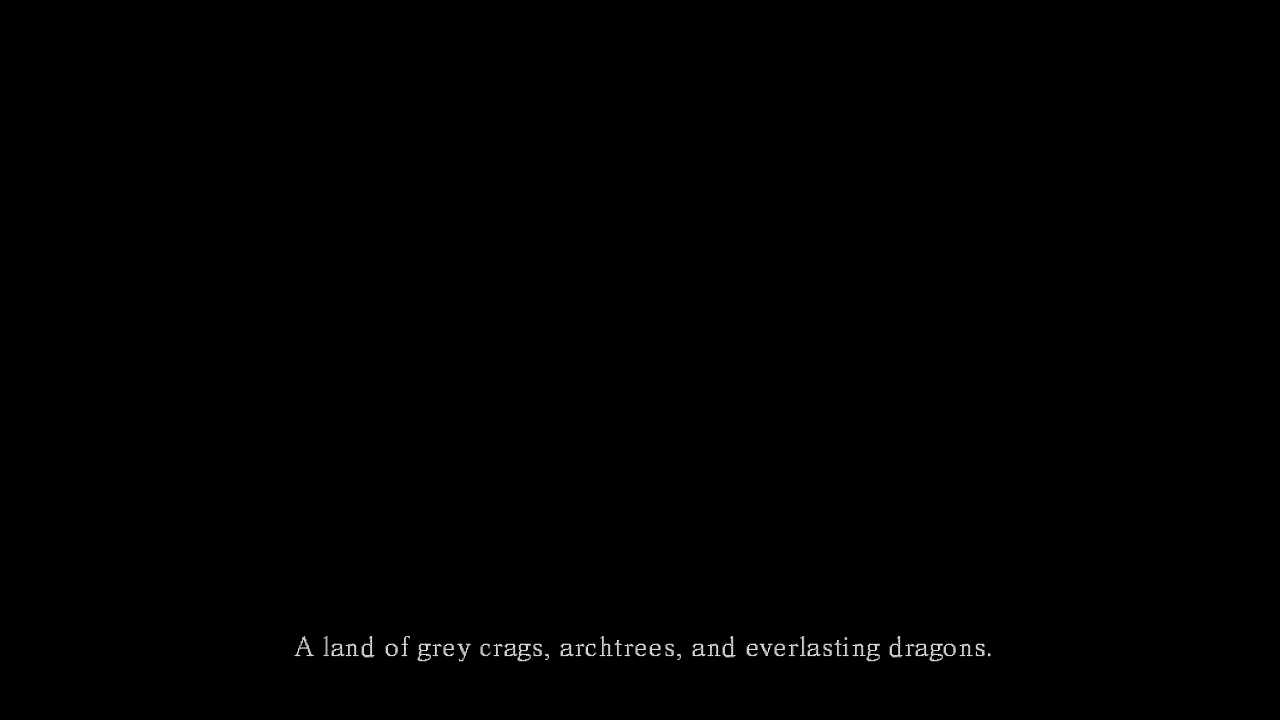 A land of grey crags, archtrees, and everlasting dragons.